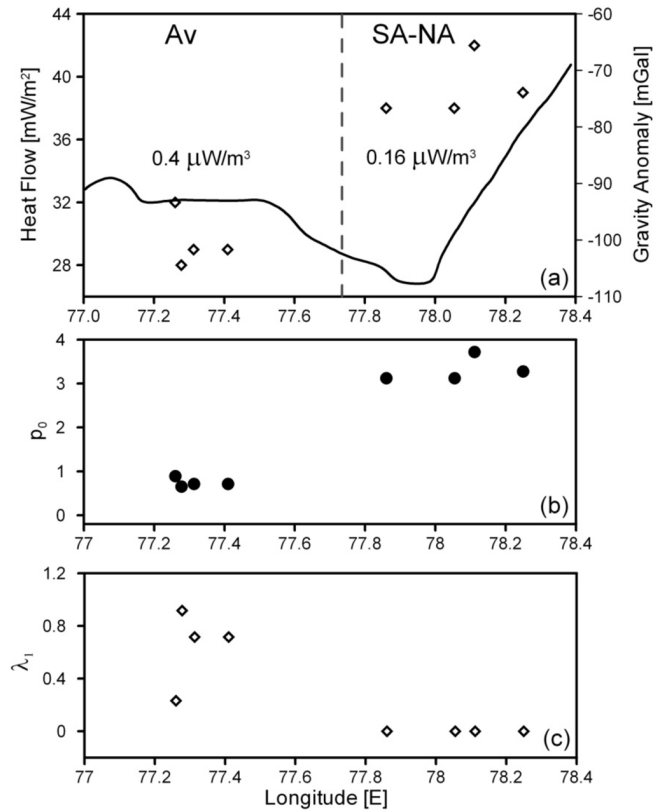 Av SA-NA
0.4 μW/m³ 0.16 μW/m³
(a)
Heat Flow [mW/m²]
44
40
36
32
28
Gravity Anomaly [mGal]
-60
-70
-80
-90
-100
-110
77.0 77.2 77.4 77.6 77.8 78.0 78.2 78.4
p₀
4
3
2
1
0
(b)
77 77.2 77.4 77.6 77.8 78 78.2 78.4
λ₁
1.2
0.8
0.4
0
(c)
77 77.2 77.4 77.6 77.8 78 78.2 78.4
Longitude [E]